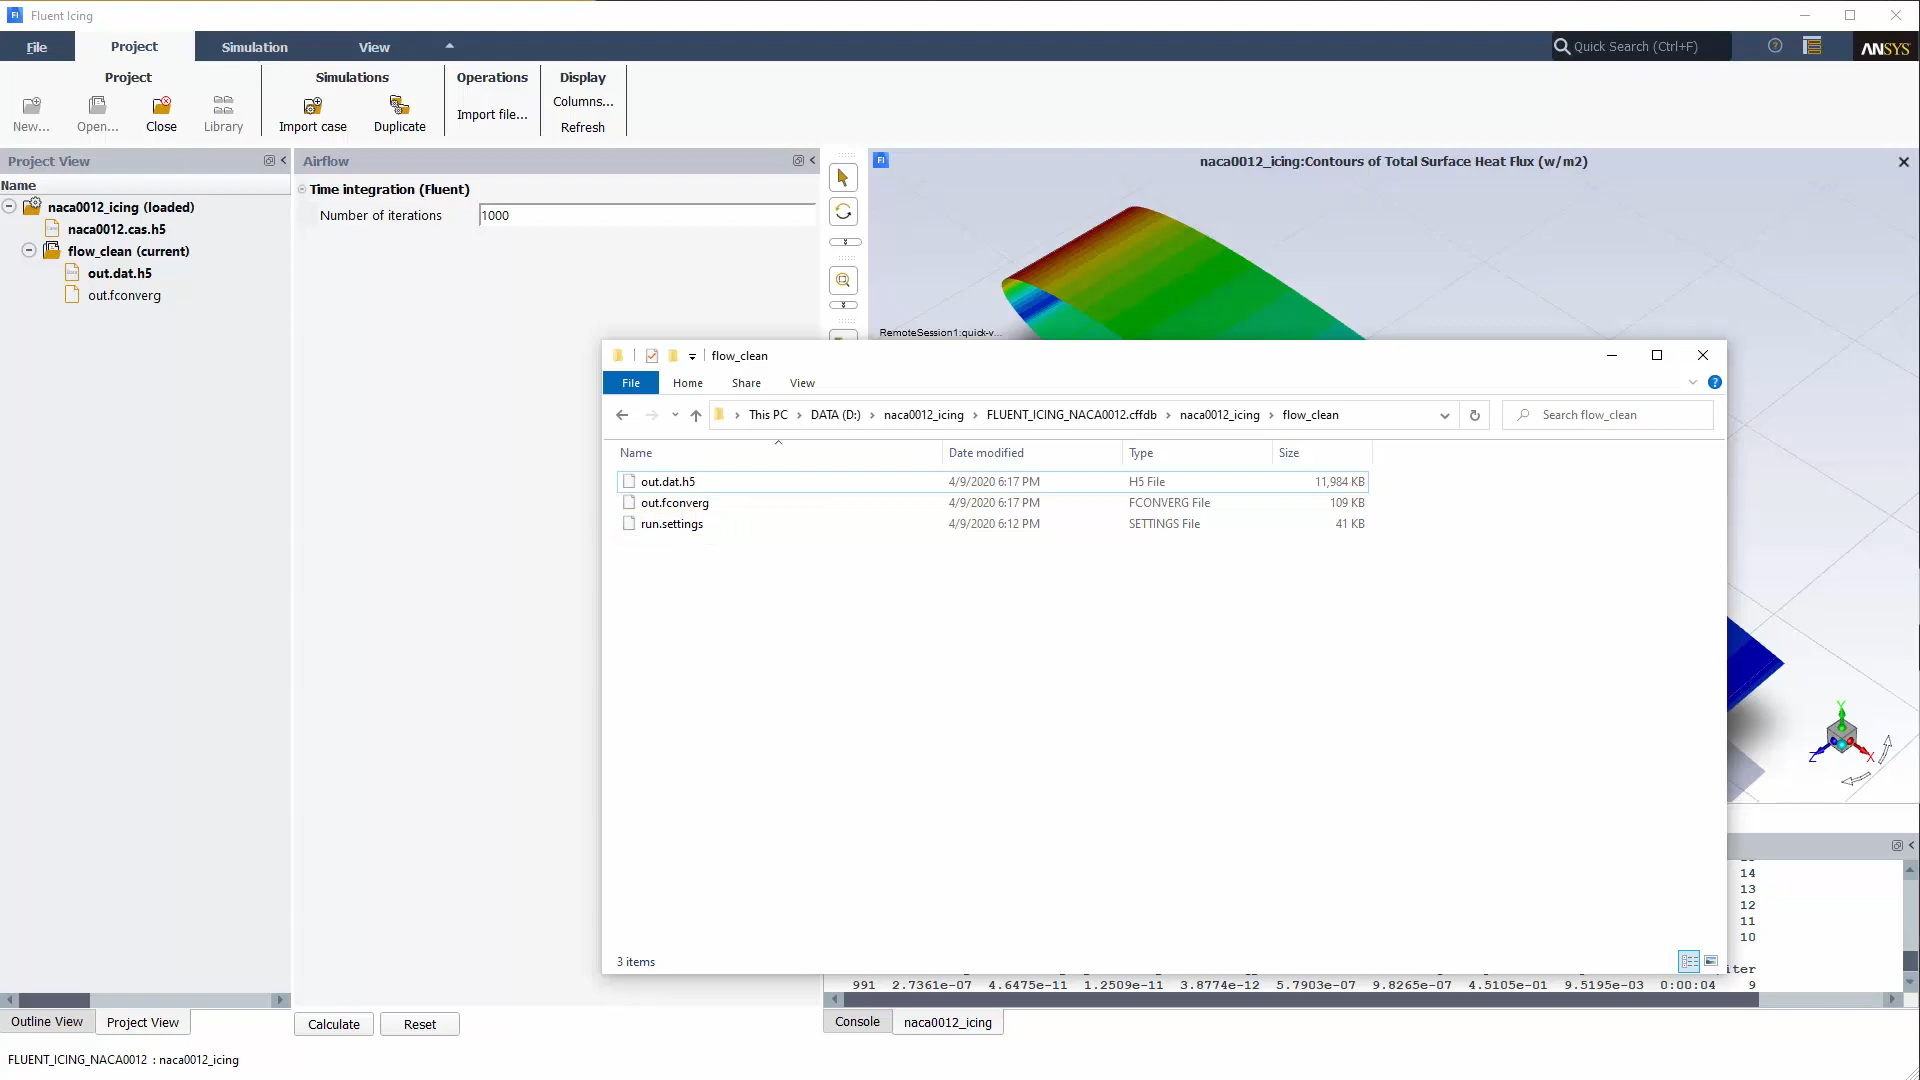 Fluent Icing
File
Project
Simulation
View
Quick Search (Ctrl+F)
ANSYS
Project
Simulations
Operations
Display
New...
Open...
Close
Library
Import case
Duplicate
Import file...
Columns...
Refresh
Project View
Name
naca0012_icing (loaded)
naca0012.cas.h5
flow_clean (current)
out.dat.h5
out.fconverg
Airflow
Time integration (Fluent)
Number of iterations
1000
naca0012_icing:Contours of Total Surface Heat Flux (w/m2)
RemoteSession1:quick-v...
flow_clean
File
Home
Share
View
This PC > DATA (D:) > naca0012_icing > FLUENT_ICING_NACA0012.cffdb > naca0012_icing > flow_clean
Search flow_clean
Name Date modified Type Size
out.dat.h5 4/9/2020 6:17 PM H5 File 11,984 KB
out.fconverg 4/9/2020 6:17 PM FCONVERG File 109 KB
run.settings 4/9/2020 6:12 PM SETTINGS File 41 KB
3 items
Y
Z
X
14
13
12
11
10
iter
991 2.7361e-07 4.6475e-11 1.2509e-11 3.8774e-12 5.7903e-07 9.8265e-07 4.5105e-01 9.5195e-03 0:00:04 9
Outline View
Project View
Calculate
Reset
Console
naca0012_icing
FLUENT_ICING_NACA0012 : naca0012_icing